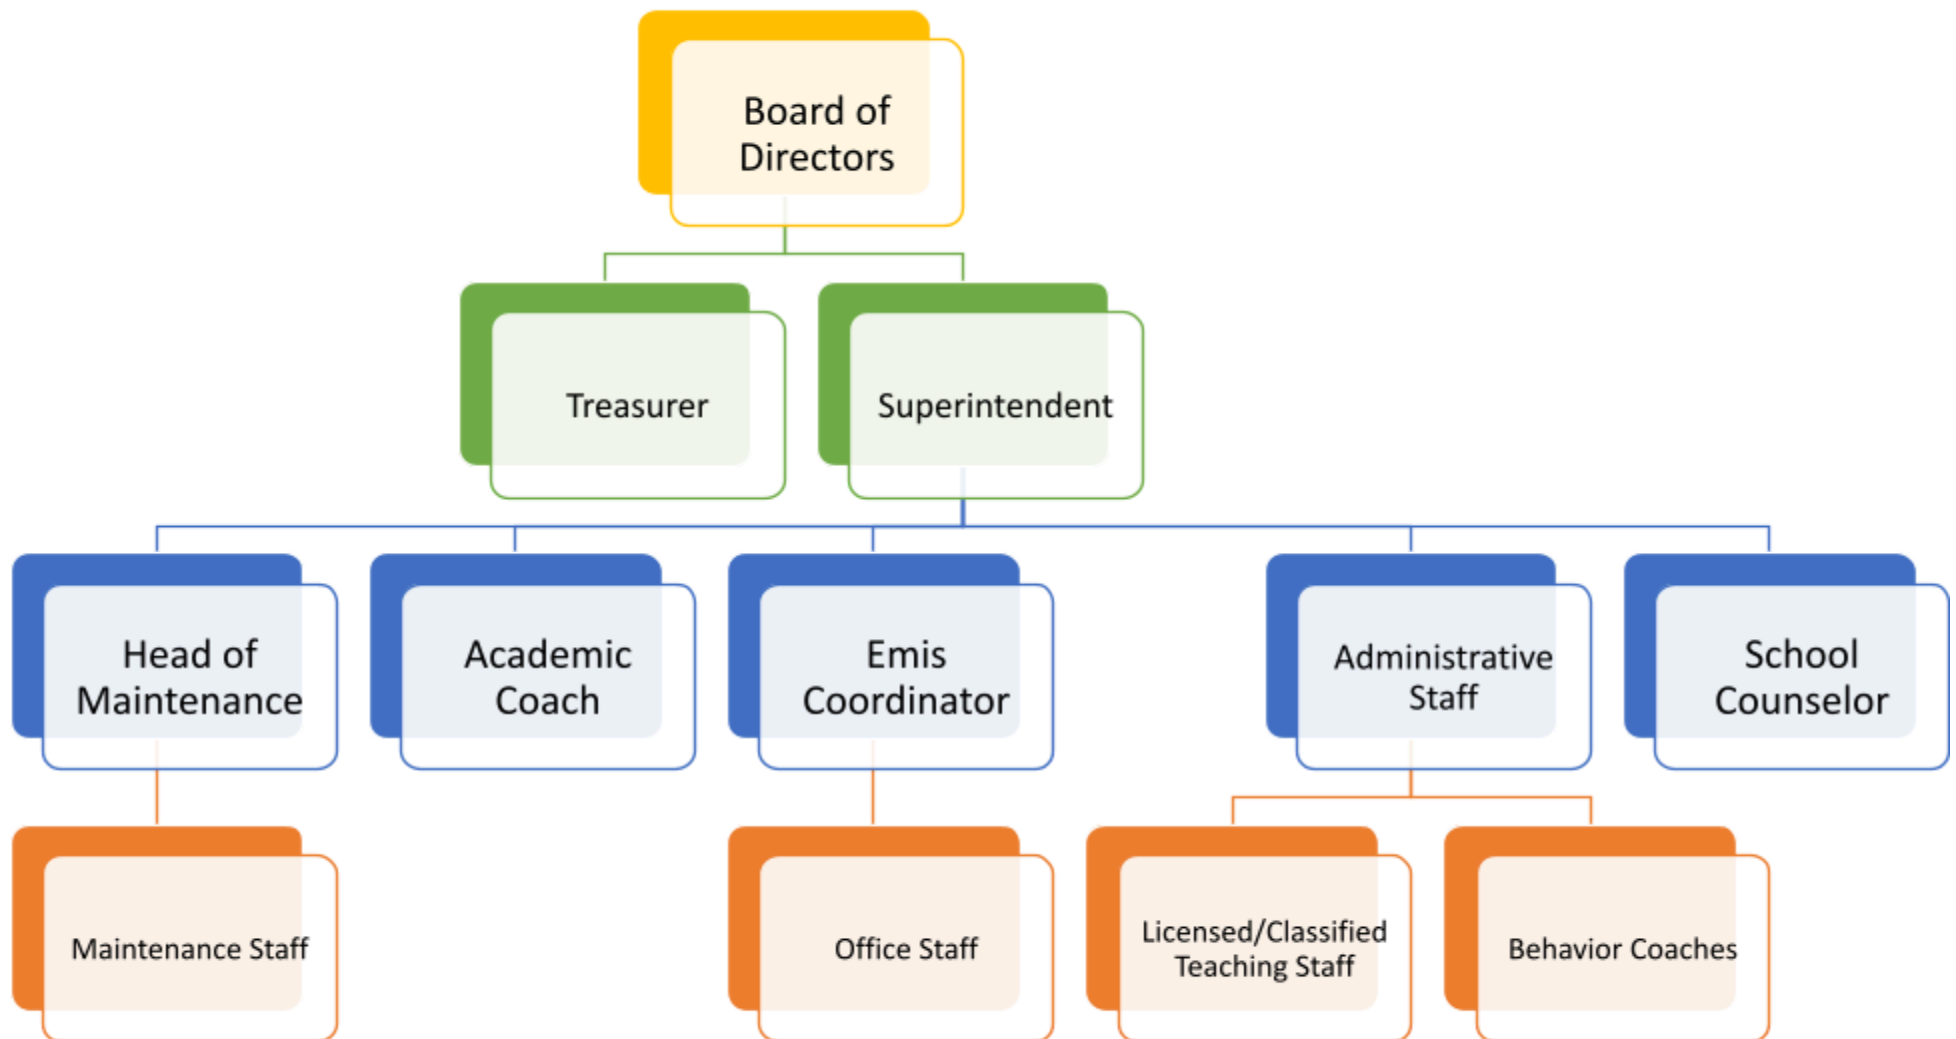 Board of
Directors
Treasurer
Superintendent
Head of
Maintenance
Academic
Coach
Emis
Coordinator
Administrative
Staff
School
Counselor
Maintenance Staff
Office Staff
Licensed/Classified
Teaching Staff
Behavior Coaches